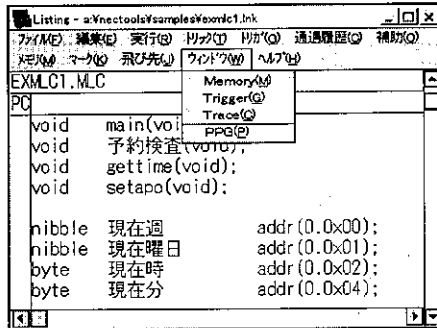 Listing - a:¥nectools¥samples¥exmlc1.lnk
ファイル(F) 編集(E) 実行(R) トリック(T) トリガ(G) 通過履歴(C) 補助(O)
メモリ(M) マーク(K) 飛び先(J) ウィンドウ(W) ヘルプ(H)
EXMLC1.MLC
Memory(M)
PC
Trigger(G)
Trace(C)
PPG(P)
void main(voi
void 予約検査(void);
void gettime(void);
void setapo(void);
nibble 現在週 addr(0.0x00);
nibble 現在曜日 addr(0.0x01);
byte 現在時 addr(0.0x02);
byte 現在分 addr(0.0x04);